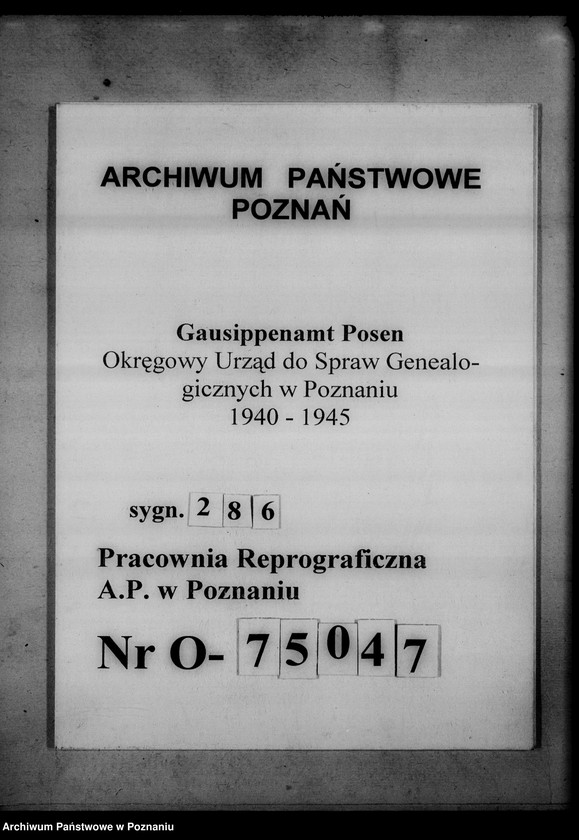 ARCHIWUM PAŃSTWOWE
POZNAŃ
Gausippenamt Posen
Okręgowy Urząd do Spraw Genealo-
gicznych w Poznaniu
1940 - 1945
sygn. 286
Pracownia Reprograficzna
A.P. w Poznaniu
Nr O- 75047
Archiwum Państwowe w Poznaniu